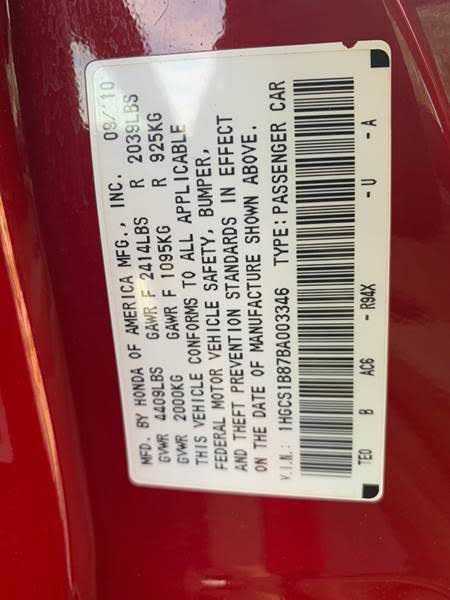 MFD. BY HONDA OF AMERICA MFG., INC. 09/10
GVWR 4409LBS GAWR F 2414LBS R 2039LBS
GVWR 2000KG GAWR F 1095KG R 925KG
THIS VEHICLE CONFORMS TO ALL APPLICABLE
FEDERAL MOTOR VEHICLE SAFETY, BUMPER,
AND THEFT PREVENTION STANDARDS IN EFFECT
ON THE DATE OF MANUFACTURE SHOWN ABOVE.
V.I.N.: 1HGCS1B87BA003346 TYPE:PASSENGER CAR
TE0 B AC6 - R94X - U - A